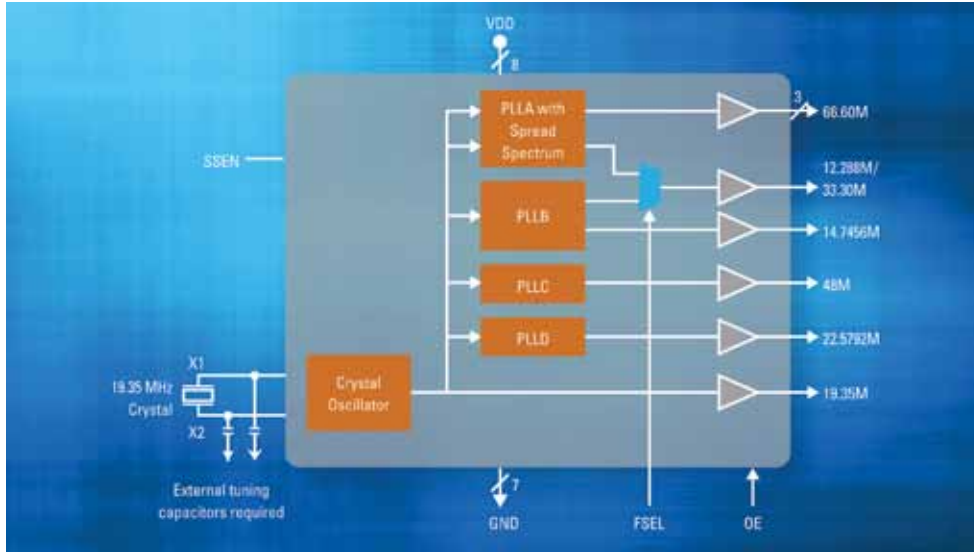 VDD
8
PLLA with
Spread
Spectrum
3
66.60M
SSEN
12.288M/
33.30M
PLLB
14.7456M
PLLC
48M
PLLD
22.5792M
X1
19.35 MHz
Crystal
X2
Crystal
Oscillator
19.35M
External tuning
capacitors required
7
GND
FSEL
OE